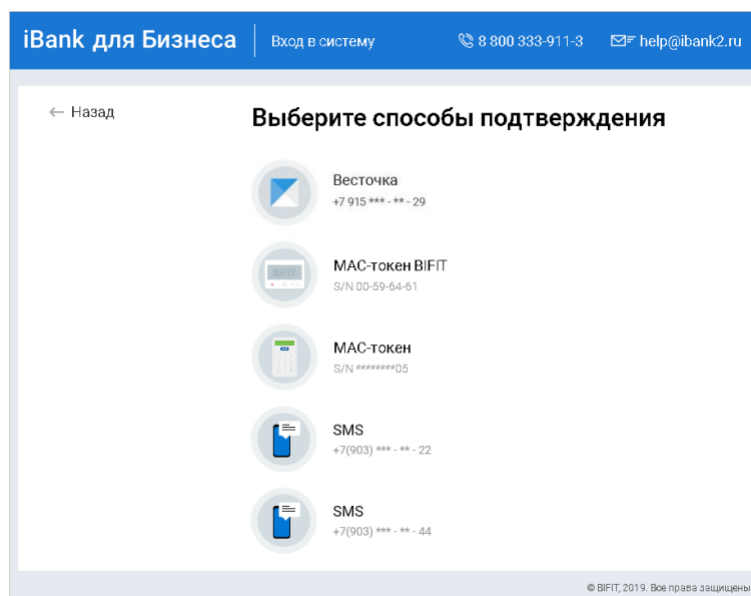 iBank для Бизнеса
Вход в систему
8 800 333-911-3
help@ibank2.ru
← Назад
Выберите способы подтверждения
Весточка
+7 915 *** - ** - 29
MAC-токен BIFIT
S/N 00-59-64-61
MAC-токен
S/N ********05
SMS
+7(903) *** - ** - 22
SMS
+7(903) *** - ** - 44
© BIFIT, 2019. Все права защищены